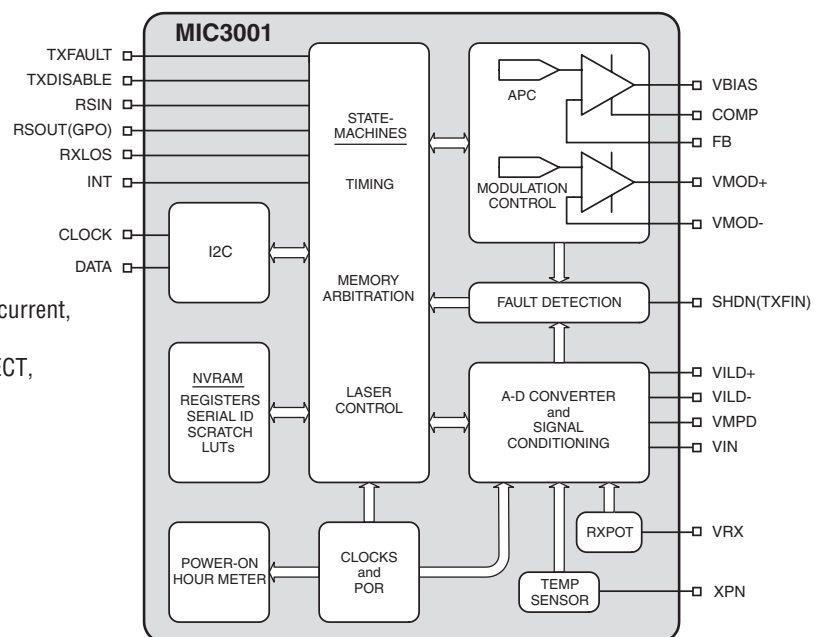 MIC3001
TXFAULT
TXDISABLE
RSIN
RSOUT(GPO)
RXLOS
INT
CLOCK
DATA
current,
ECT,
I2C
NVRAM
REGISTERS
SERIAL ID
SCRATCH
LUTs
POWER-ON
HOUR METER
STATE-
MACHINES
TIMING
MEMORY
ARBITRATION
LASER
CONTROL
CLOCKS
and
POR
APC
MODULATION
CONTROL
FAULT DETECTION
A-D CONVERTER
and
SIGNAL
CONDITIONING
RXPOT
TEMP
SENSOR
VBIAS
COMP
FB
VMOD+
VMOD-
SHDN(TXFIN)
VILD+
VILD-
VMPD
VIN
VRX
XPN